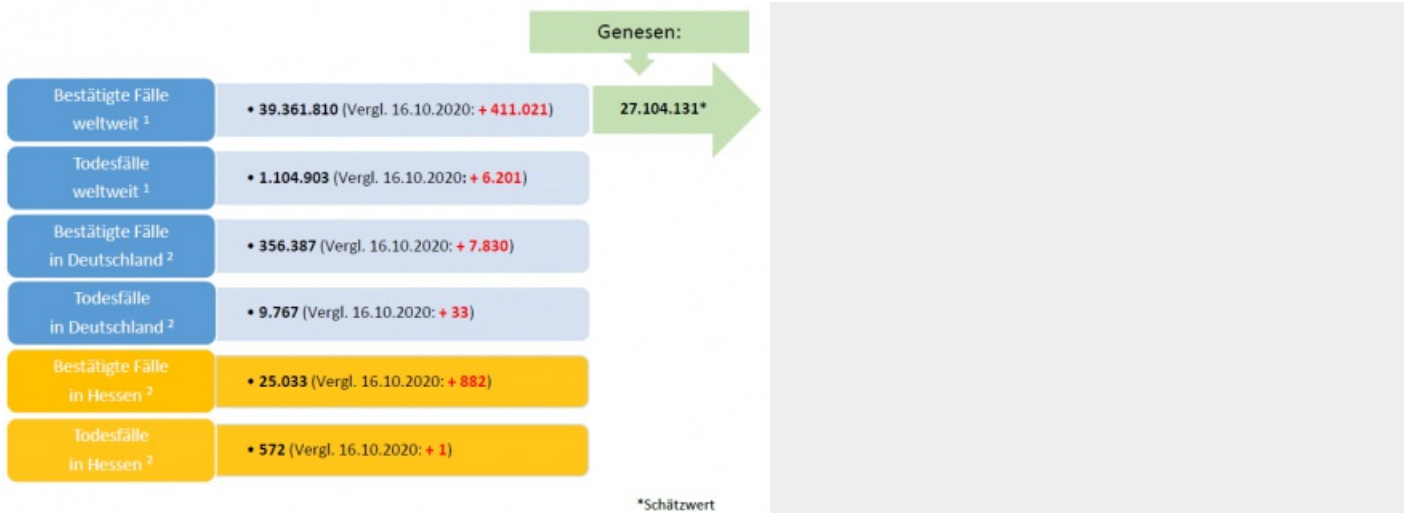 Genesen:
Bestätigte Fälle
weltweit ¹
• 39.361.810 (Vergl. 16.10.2020: + 411.021)
27.104.131*
Todesfälle
weltweit ¹
• 1.104.903 (Vergl. 16.10.2020: + 6.201)
Bestätigte Fälle
in Deutschland ²
• 356.387 (Vergl. 16.10.2020: + 7.830)
Todesfälle
in Deutschland ²
• 9.767 (Vergl. 16.10.2020: + 33)
Bestätigte Fälle
in Hessen ²
• 25.033 (Vergl. 16.10.2020: + 882)
Todesfälle
in Hessen ²
• 572 (Vergl. 16.10.2020: + 1)
*Schätzwert